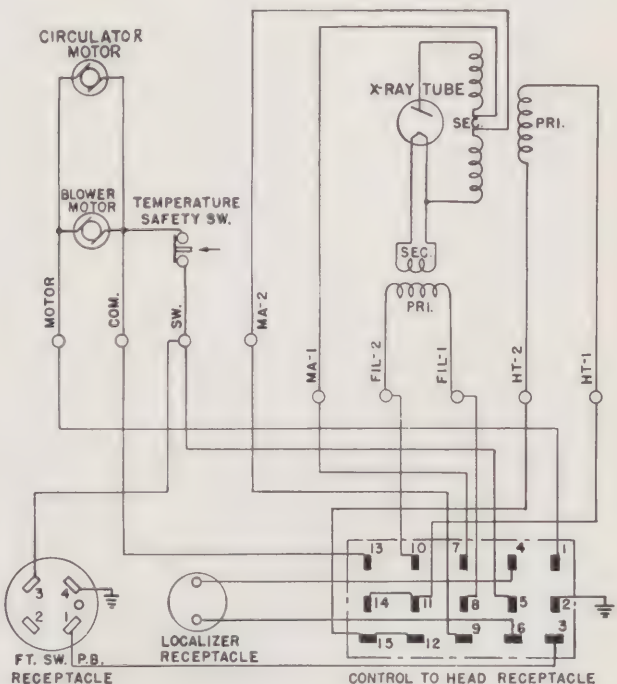 CIRCULATOR
MOTOR
X-RAY TUBE
SEC.
PRI.
BLOWER
MOTOR
TEMPERATURE
SAFETY SW.
SEC.
PRI.
MOTOR
COM.
SW.
MA-2
MA-1
FIL-2
FIL-1
HT-2
HT-1
13 10 7 4 1
3 4
14 11 8 5 2
2 1
15 12 9 6 3
LOCALIZER
RECEPTACLE
FT. SW. P.B.
RECEPTACLE
CONTROL TO HEAD RECEPTACLE